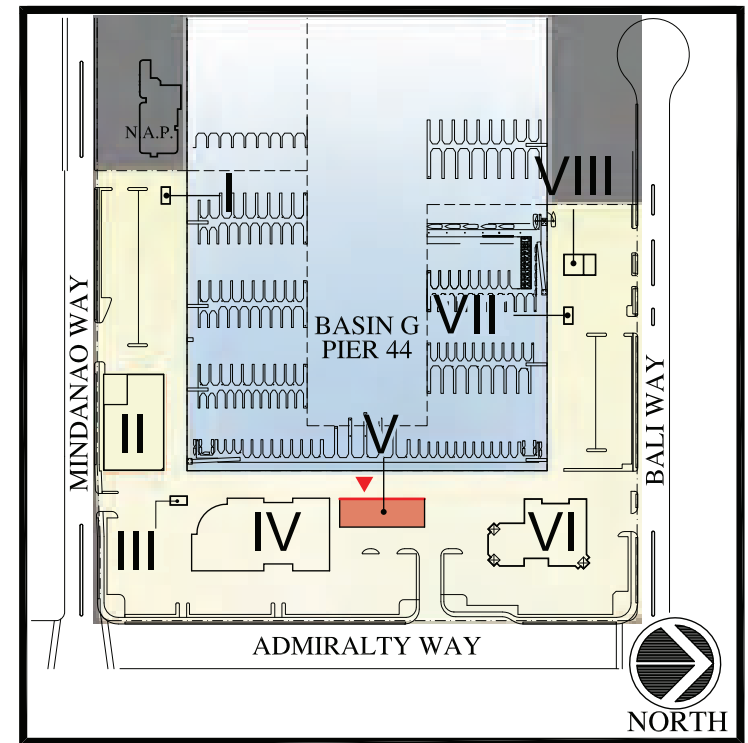 N.A.P.
VIII
I
BASIN G
PIER 44
VII
MINDANAO WAY
BALI WAY
II
V
III
IV
VI
ADMIRALTY WAY
NORTH